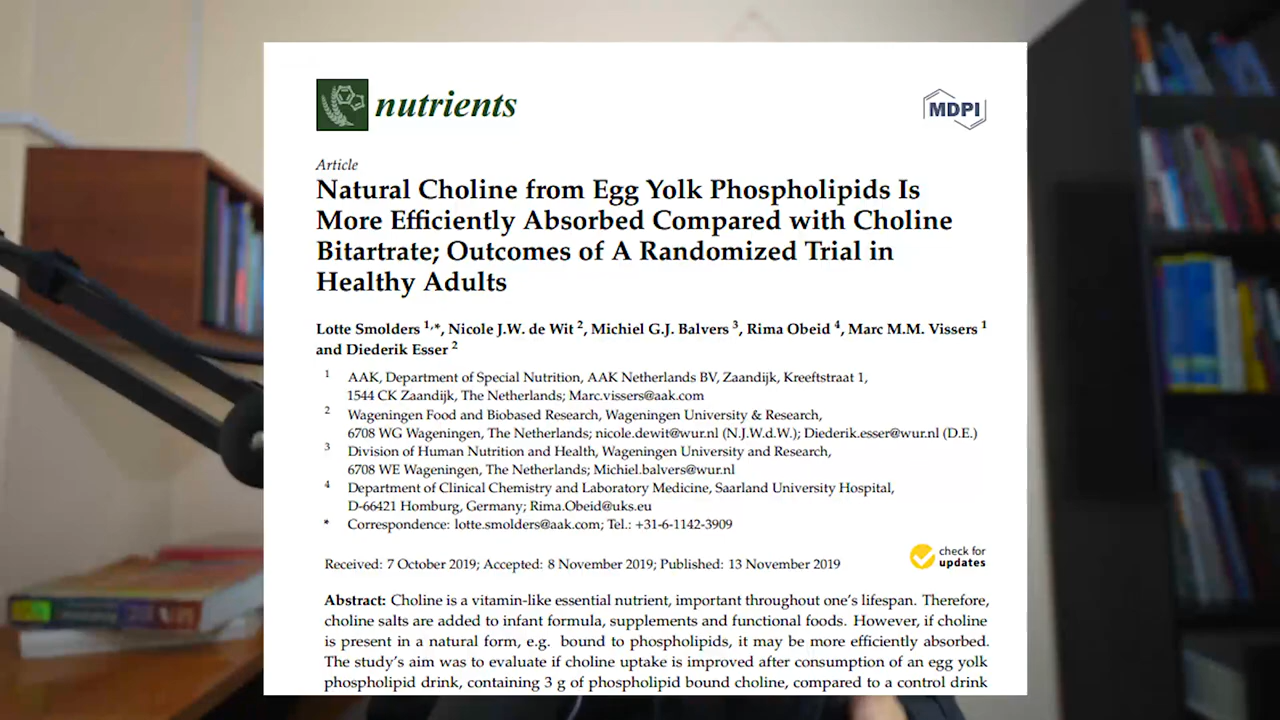 nutrients
MDPI
Article
Natural Choline from Egg Yolk Phospholipids Is
More Efficiently Absorbed Compared with Choline
Bitartrate; Outcomes of A Randomized Trial in
Healthy Adults
Lotte Smolders 1,*, Nicole J.W. de Wit 2, Michiel G.J. Balvers 3, Rima Obeid 4, Marc M.M. Vissers 1
and Diederik Esser 2
1 AAK, Department of Special Nutrition, AAK Netherlands BV, Zaandijk, Kreeftstraat 1,
1544 CK Zaandijk, The Netherlands; Marc.vissers@aak.com
2 Wageningen Food and Biobased Research, Wageningen University & Research,
6708 WG Wageningen, The Netherlands; nicole.dewit@wur.nl (N.J.W.d.W.); Diederik.esser@wur.nl (D.E.)
3 Division of Human Nutrition and Health, Wageningen University and Research,
6708 WE Wageningen, The Netherlands; Michiel.balvers@wur.nl
4 Department of Clinical Chemistry and Laboratory Medicine, Saarland University Hospital,
D-66421 Homburg, Germany; Rima.Obeid@uks.eu
* Correspondence: lotte.smolders@aak.com; Tel.: +31-6-1142-3909
Received: 7 October 2019; Accepted: 8 November 2019; Published: 13 November 2019
check for
updates
Abstract: Choline is a vitamin-like essential nutrient, important throughout one's lifespan. Therefore,
choline salts are added to infant formula, supplements and functional foods. However, if choline
is present in a natural form, e.g. bound to phospholipids, it may be more efficiently absorbed.
The study's aim was to evaluate if choline uptake is improved after consumption of an egg yolk
phospholipid drink, containing 3 g of phospholipid bound choline, compared to a control drink